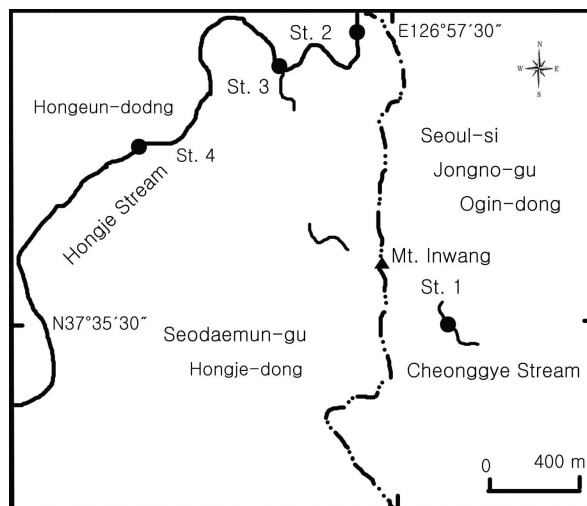 St. 2
E126°57′30″
N
W E
S
St. 3
Hongeun-dodng
St. 4
Seoul-si
Jongno-gu
Ogin-dong
Hongje Stream
Mt. Inwang
St. 1
N37°35′30″
Seodaemun-gu
Hongje-dong
Cheonggye Stream
0 400 m